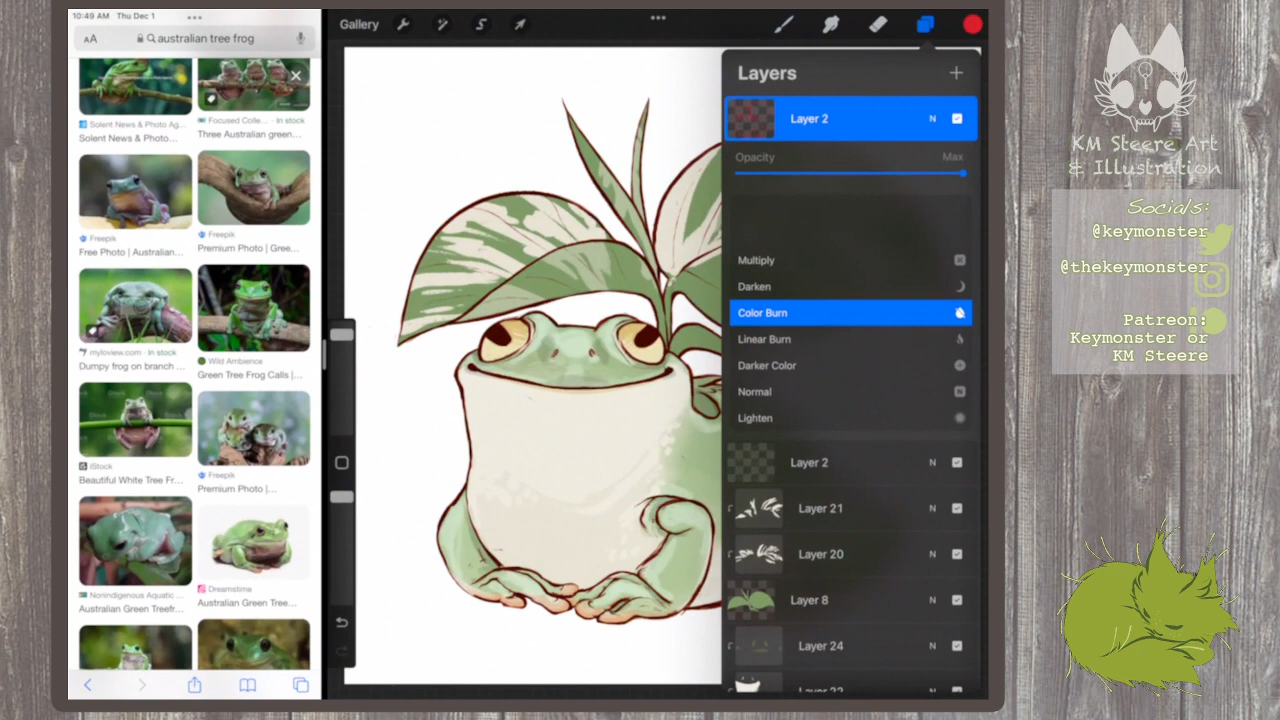 10:49 AM Thu Dec 1
AA australian tree frog
Solent News & Photo Ag...
Solent News & Photo...
Focused Colle... · In stock
Three Australian green...
Freepik
Free Photo | Australian...
Freepik
Premium Photo | Gree...
myloview.com · In stock
Dumpy frog on branch ...
Wild Ambience
Green Tree Frog Calls |...
iStock
Beautiful White Tree Fr...
Freepik
Premium Photo |...
Nonindigenous Aquatic ...
Australian Green Treefr...
Dreamstime
Australian Green Tree...
Gallery
Layers
Layer 2 N
Opacity Max
Multiply
Darken
Color Burn
Linear Burn
Darker Color
Normal
Lighten
Layer 2 N
Layer 21 N
Layer 20 N
Layer 8 N
Layer 24 N
KM Steere Art
& Illustration
Socials:
@keymonster
@thekeymonster
Patreon:
Keymonster or
KM Steere